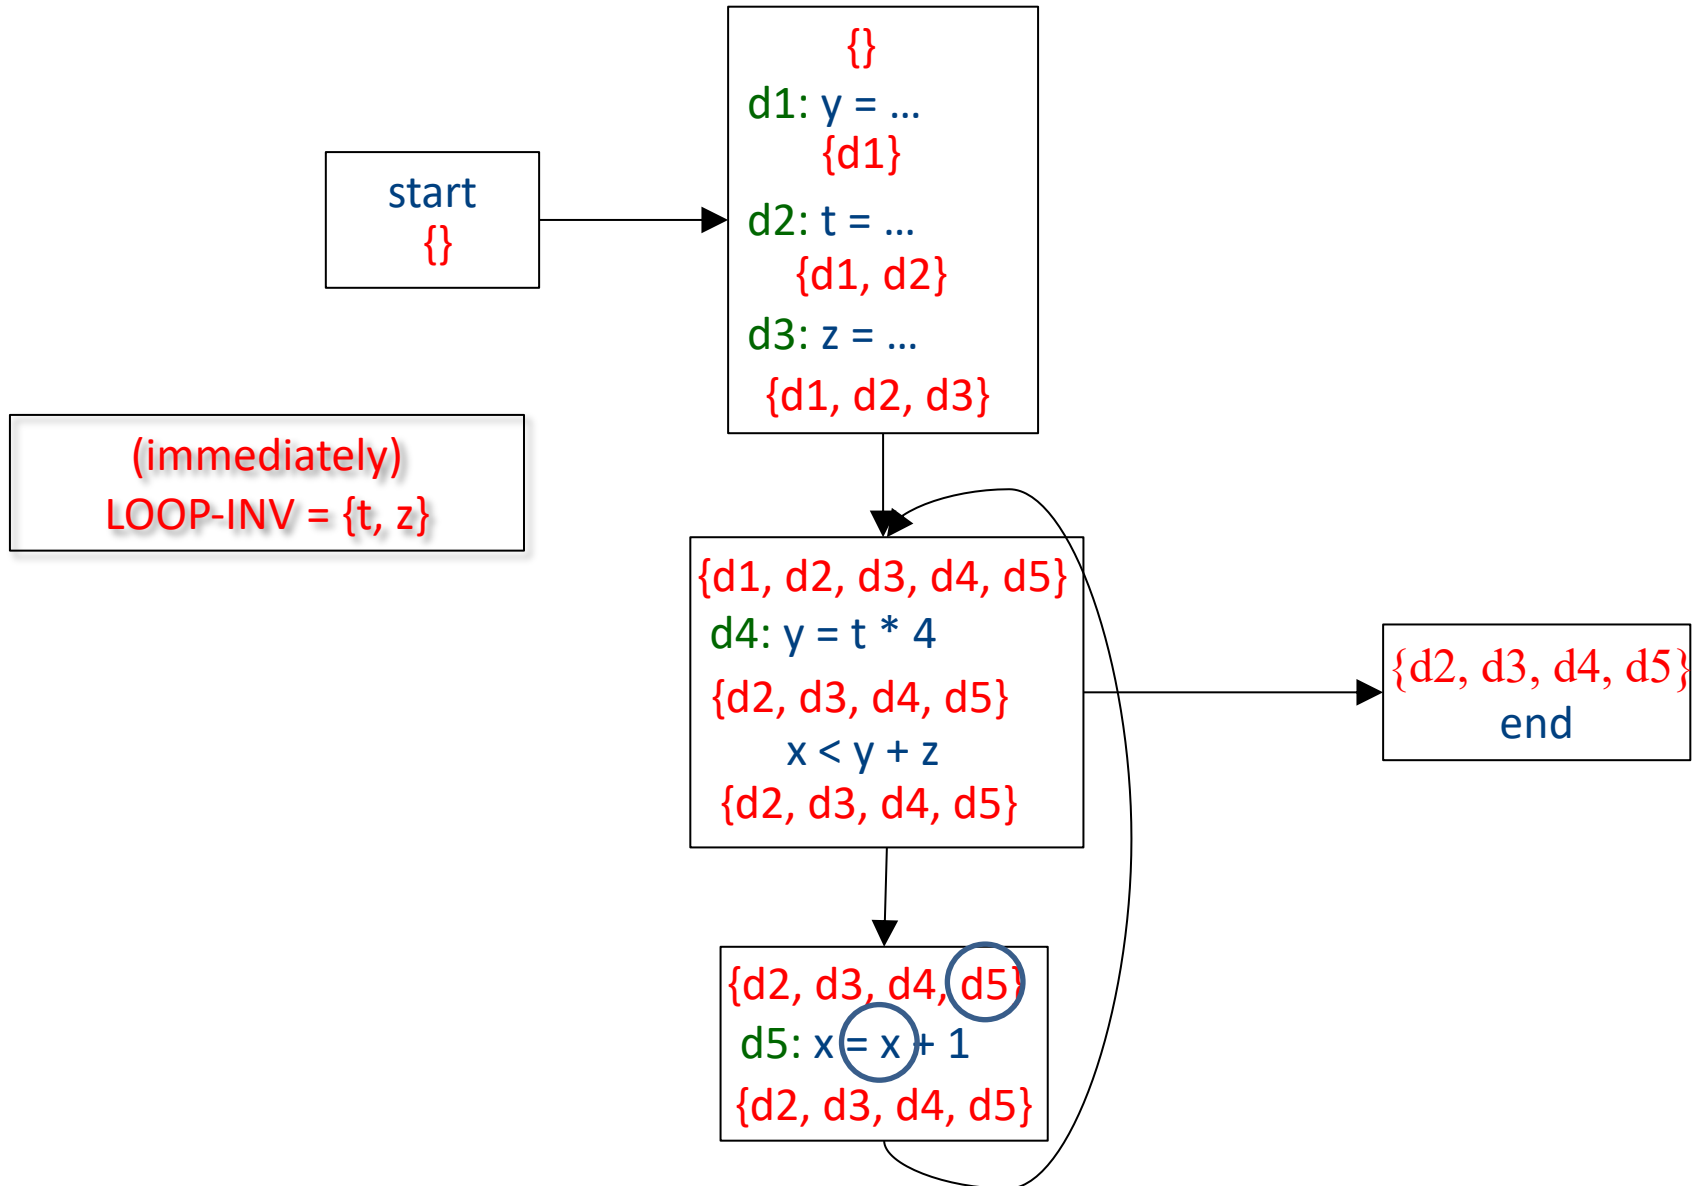 start
{}
{}
d1: y = ...
{d1}
d2: t = ...
{d1, d2}
d3: z = ...
{d1, d2, d3}
(immediately)
LOOP-INV = {t, z}
{d1, d2, d3, d4, d5}
d4: y = t * 4
{d2, d3, d4, d5}
x < y + z
{d2, d3, d4, d5}
{d2, d3, d4, d5}
end
{d2, d3, d4, d5}
d5: x = x + 1
{d2, d3, d4, d5}